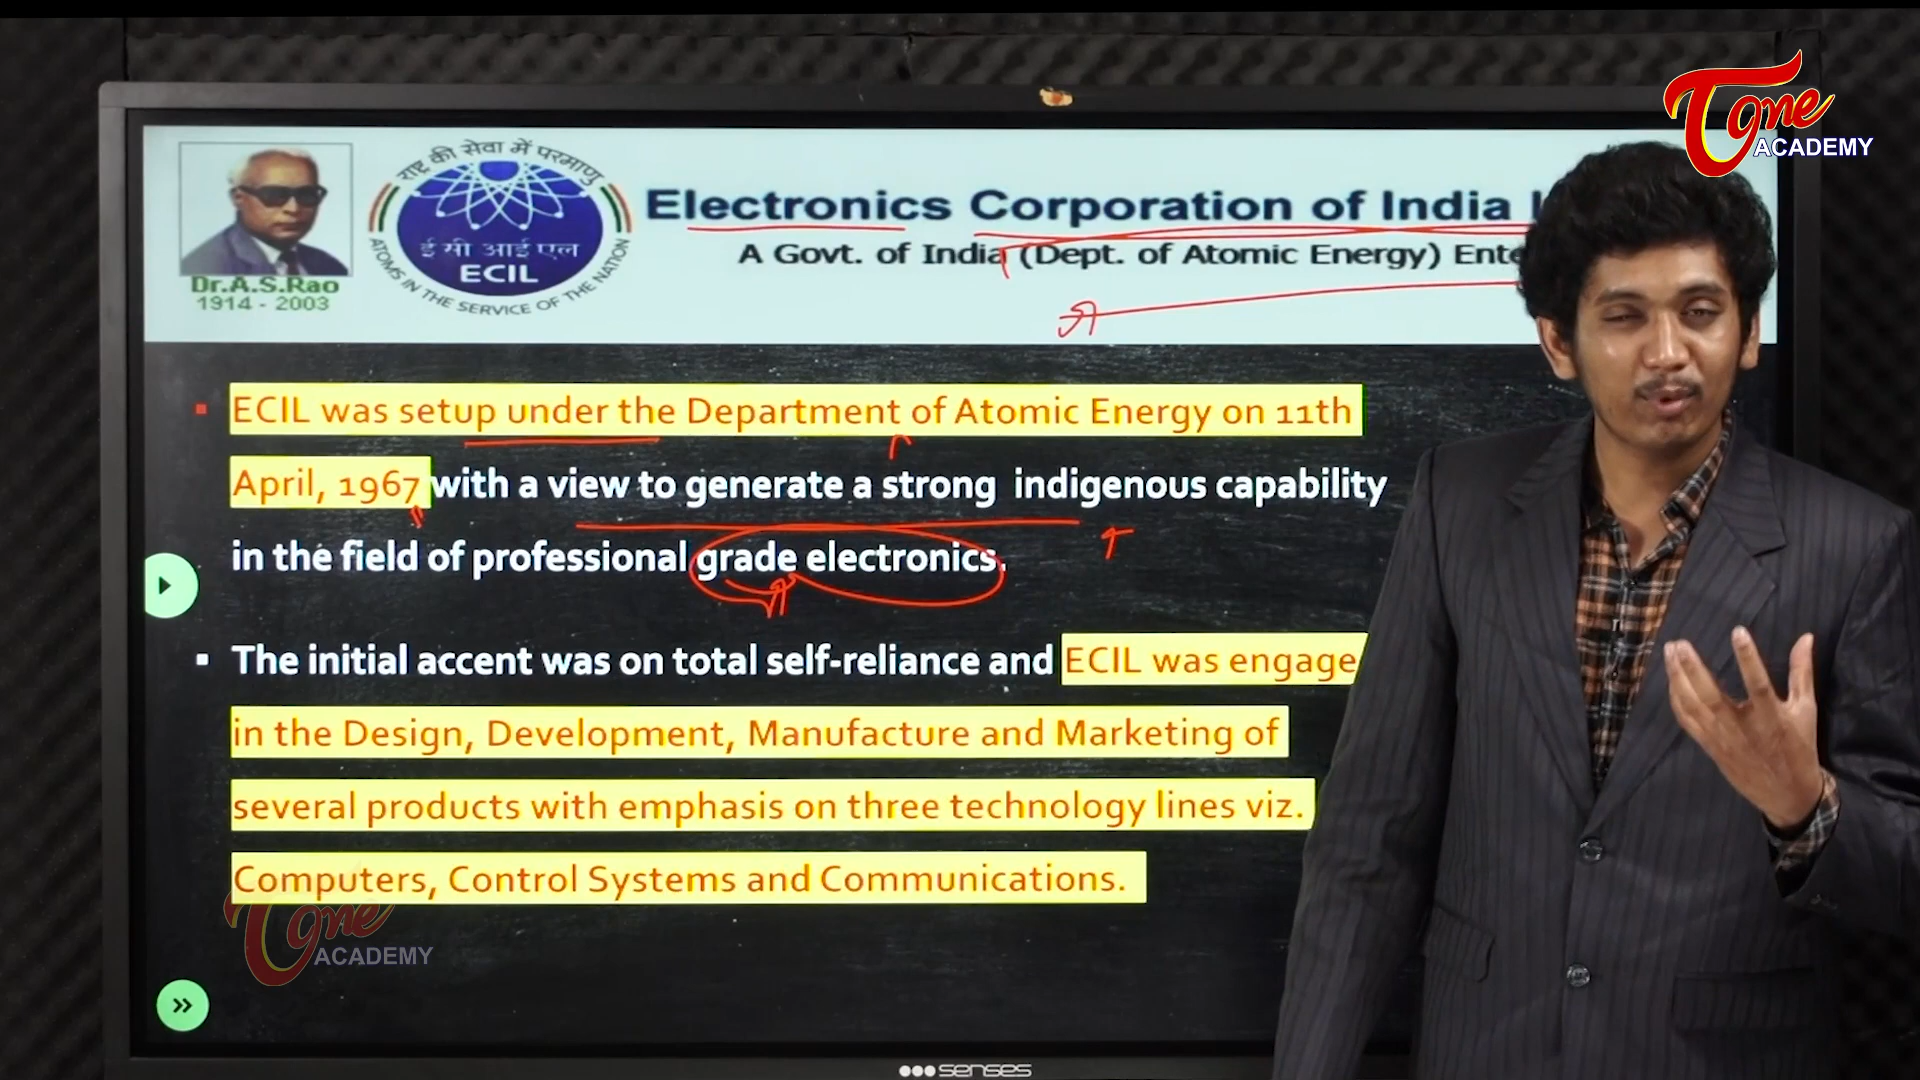 Tone
ACADEMY
राष्ट्र की सेवा में परमाणु
ई सी आई एल
ECIL
ATOMS IN THE SERVICE OF THE NATION
Dr.A.S.Rao
1914 - 2003
Electronics Corporation of India
A Govt. of India (Dept. of Atomic Energy) Ente
ECIL was setup under the Department of Atomic Energy on 11th
April, 1967 with a view to generate a strong indigenous capability
in the field of professional grade electronics.
The initial accent was on total self-reliance and ECIL was engage
in the Design, Development, Manufacture and Marketing of
several products with emphasis on three technology lines viz.
Computers, Control Systems and Communications.
Tone
ACADEMY
senses